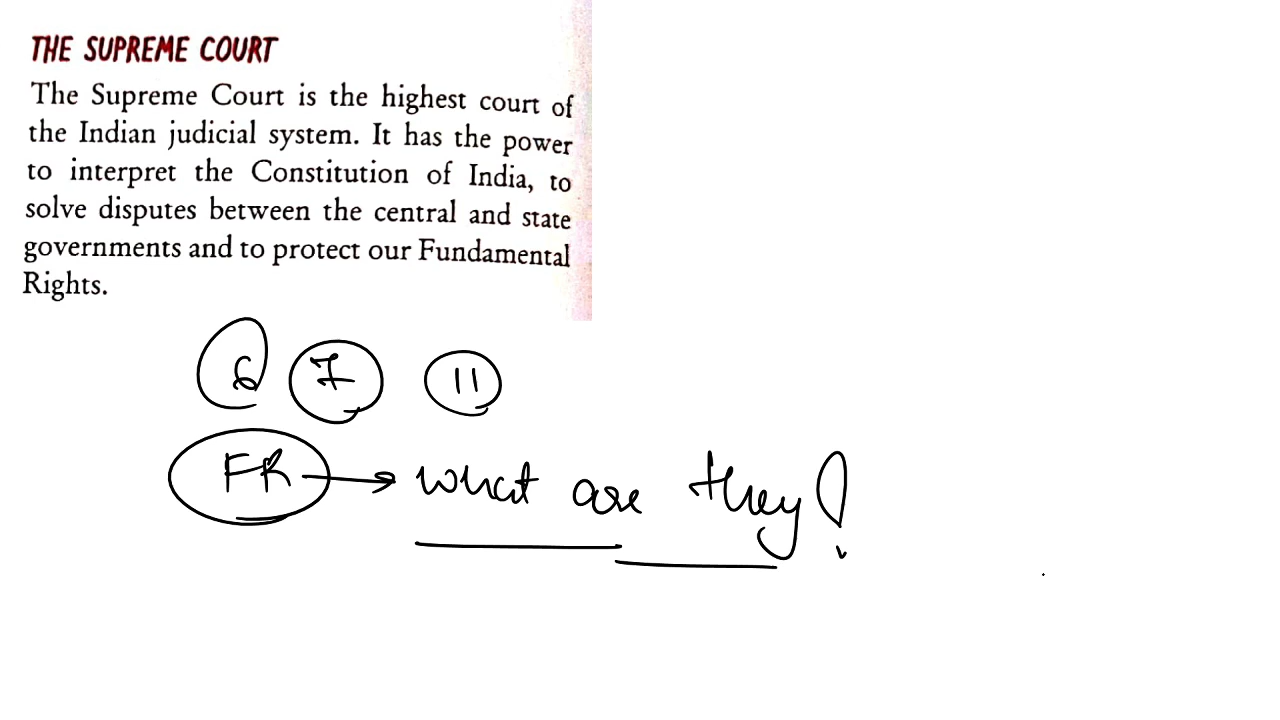 THE SUPREME COURT
The Supreme Court is the highest court of
the Indian judicial system. It has the power
to interpret the Constitution of India, to
solve disputes between the central and state
governments and to protect our Fundamental
Rights.
6 7 11
FR → what are they?